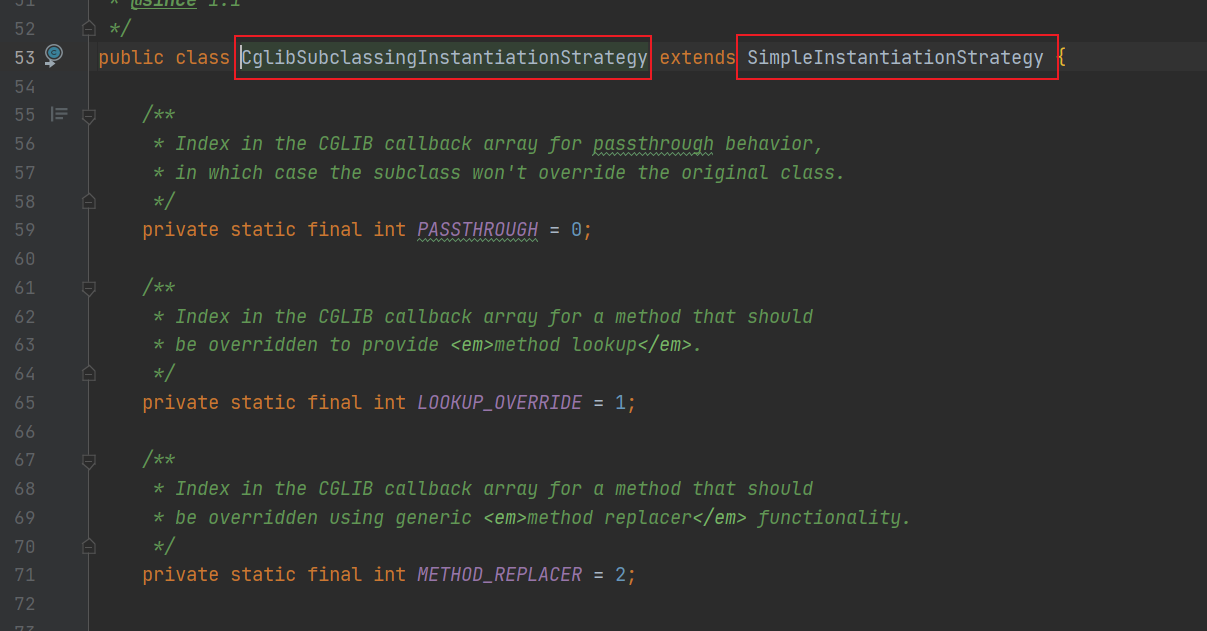 51 * @since 1.1
52 */
53 public class CglibSubclassingInstantiationStrategy extends SimpleInstantiationStrategy {
54
55 /**
56 * Index in the CGLIB callback array for passthrough behavior,
57 * in which case the subclass won't override the original class.
58 */
59 private static final int PASSTHROUGH = 0;
60
61 /**
62 * Index in the CGLIB callback array for a method that should
63 * be overridden to provide <em>method lookup</em>.
64 */
65 private static final int LOOKUP_OVERRIDE = 1;
66
67 /**
68 * Index in the CGLIB callback array for a method that should
69 * be overridden using generic <em>method replacer</em> functionality.
70 */
71 private static final int METHOD_REPLACER = 2;
72
73